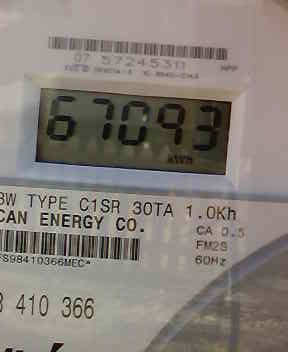 07 57245311
67093
kWh
3W TYPE C1SR 30TA 1.0Kh
CAN ENERGY CO.
CA 0.5
FM2S
60Hz
FS98410366MEC*
3 410 366